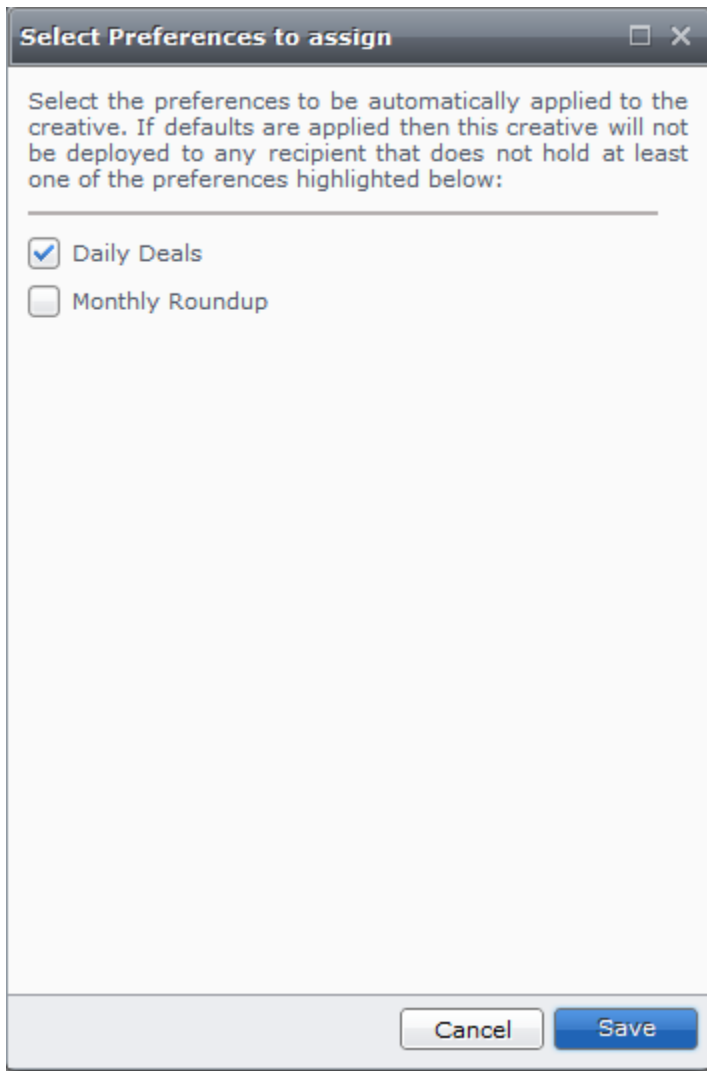 Select Preferences to assign
Select the preferences to be automatically applied to the
creative. If defaults are applied then this creative will not
be deployed to any recipient that does not hold at least
one of the preferences highlighted below:
Daily Deals
Monthly Roundup
Cancel
Save